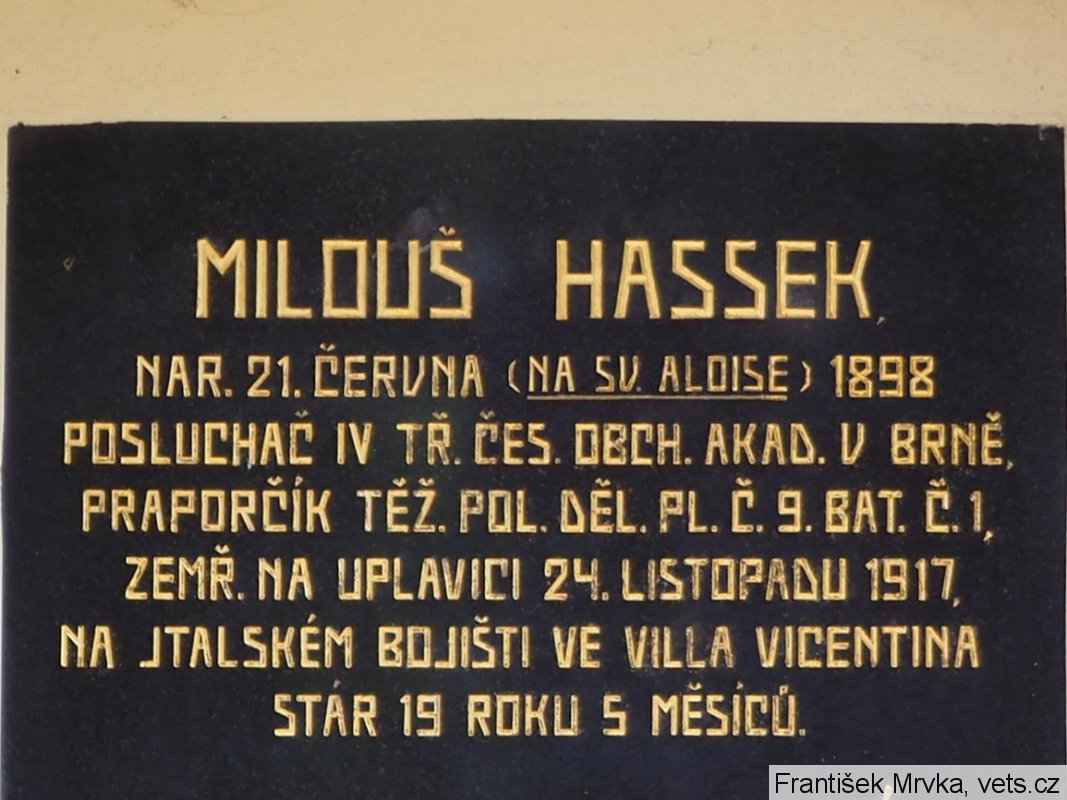 MILOUŠ HASSEK,
NAR. 21. ČERVNA (NA SV. ALOISE) 1898
POSLUCHAČ IV TŘ. ČES. OBCH. AKAD. V BRNĚ,
PRAPORČÍK TĚŽ. POL. DĚL. PL. Č. 9. BAT. Č. 1,
ZEMŘ. NA UPLAVICI 24. LISTOPADU 1917,
NA JTALSKÉM BOJIŠTI VE VILLA VICENTINA
STÁR 19 ROKU 5 MĚSÍCŮ.
František Mrvka, vets.cz